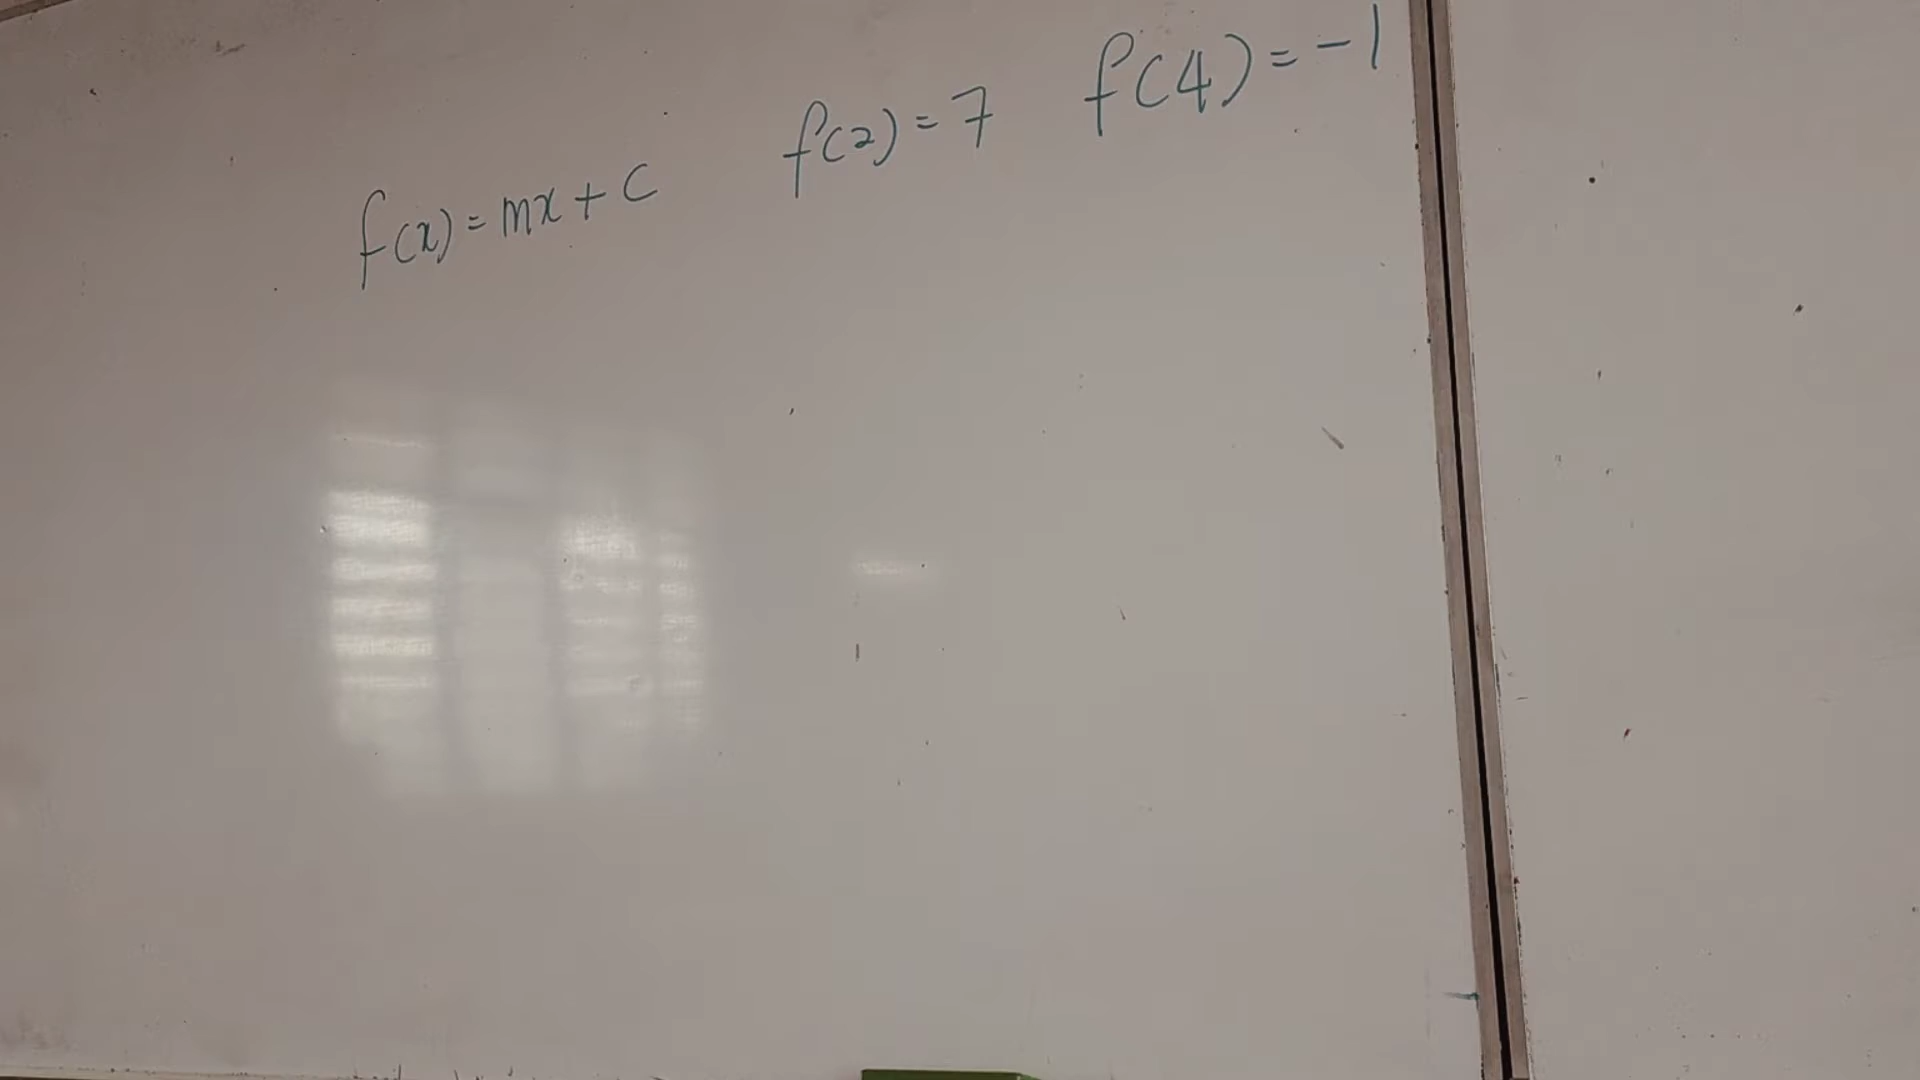 f(x) = mx + c f(2) = 7 f(4) = -1